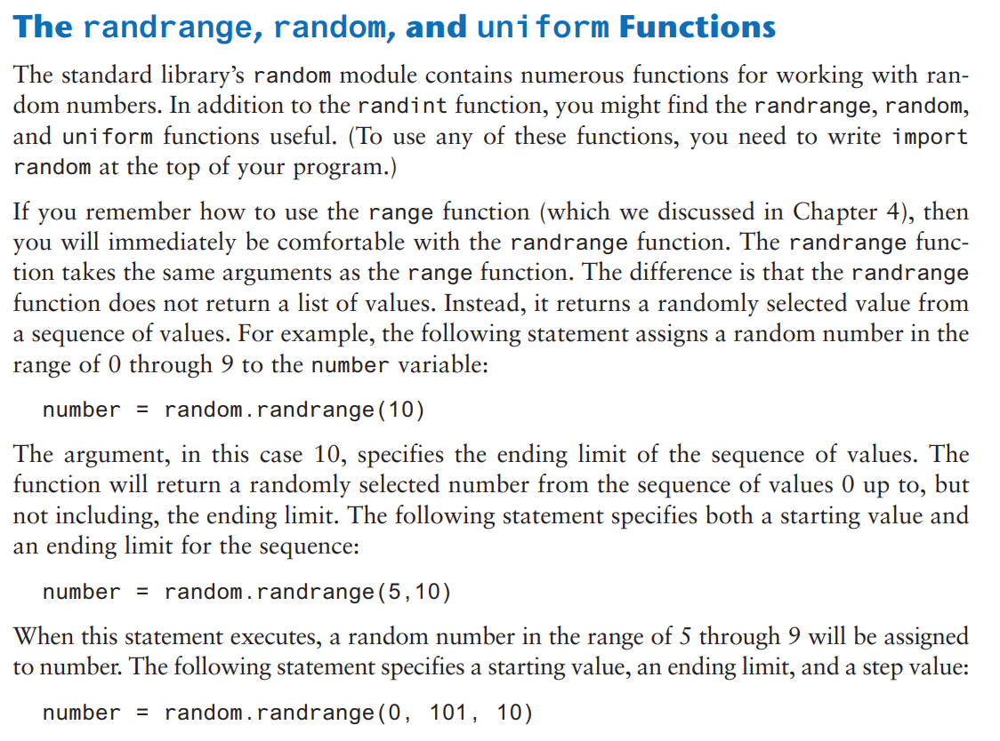 The randrange, random, and uniform Functions
The standard library’s random module contains numerous functions for working with ran-
dom numbers. In addition to the randint function, you might find the randrange, random,
and uniform functions useful. (To use any of these functions, you need to write import
random at the top of your program.)
If you remember how to use the range function (which we discussed in Chapter 4), then
you will immediately be comfortable with the randrange function. The randrange func-
tion takes the same arguments as the range function. The difference is that the randrange
function does not return a list of values. Instead, it returns a randomly selected value from
a sequence of values. For example, the following statement assigns a random number in the
range of 0 through 9 to the number variable:
number = random.randrange(10)
The argument, in this case 10, specifies the ending limit of the sequence of values. The
function will return a randomly selected number from the sequence of values 0 up to, but
not including, the ending limit. The following statement specifies both a starting value and
an ending limit for the sequence:
number = random.randrange(5,10)
When this statement executes, a random number in the range of 5 through 9 will be assigned
to number. The following statement specifies a starting value, an ending limit, and a step value:
number = random.randrange(0, 101, 10)